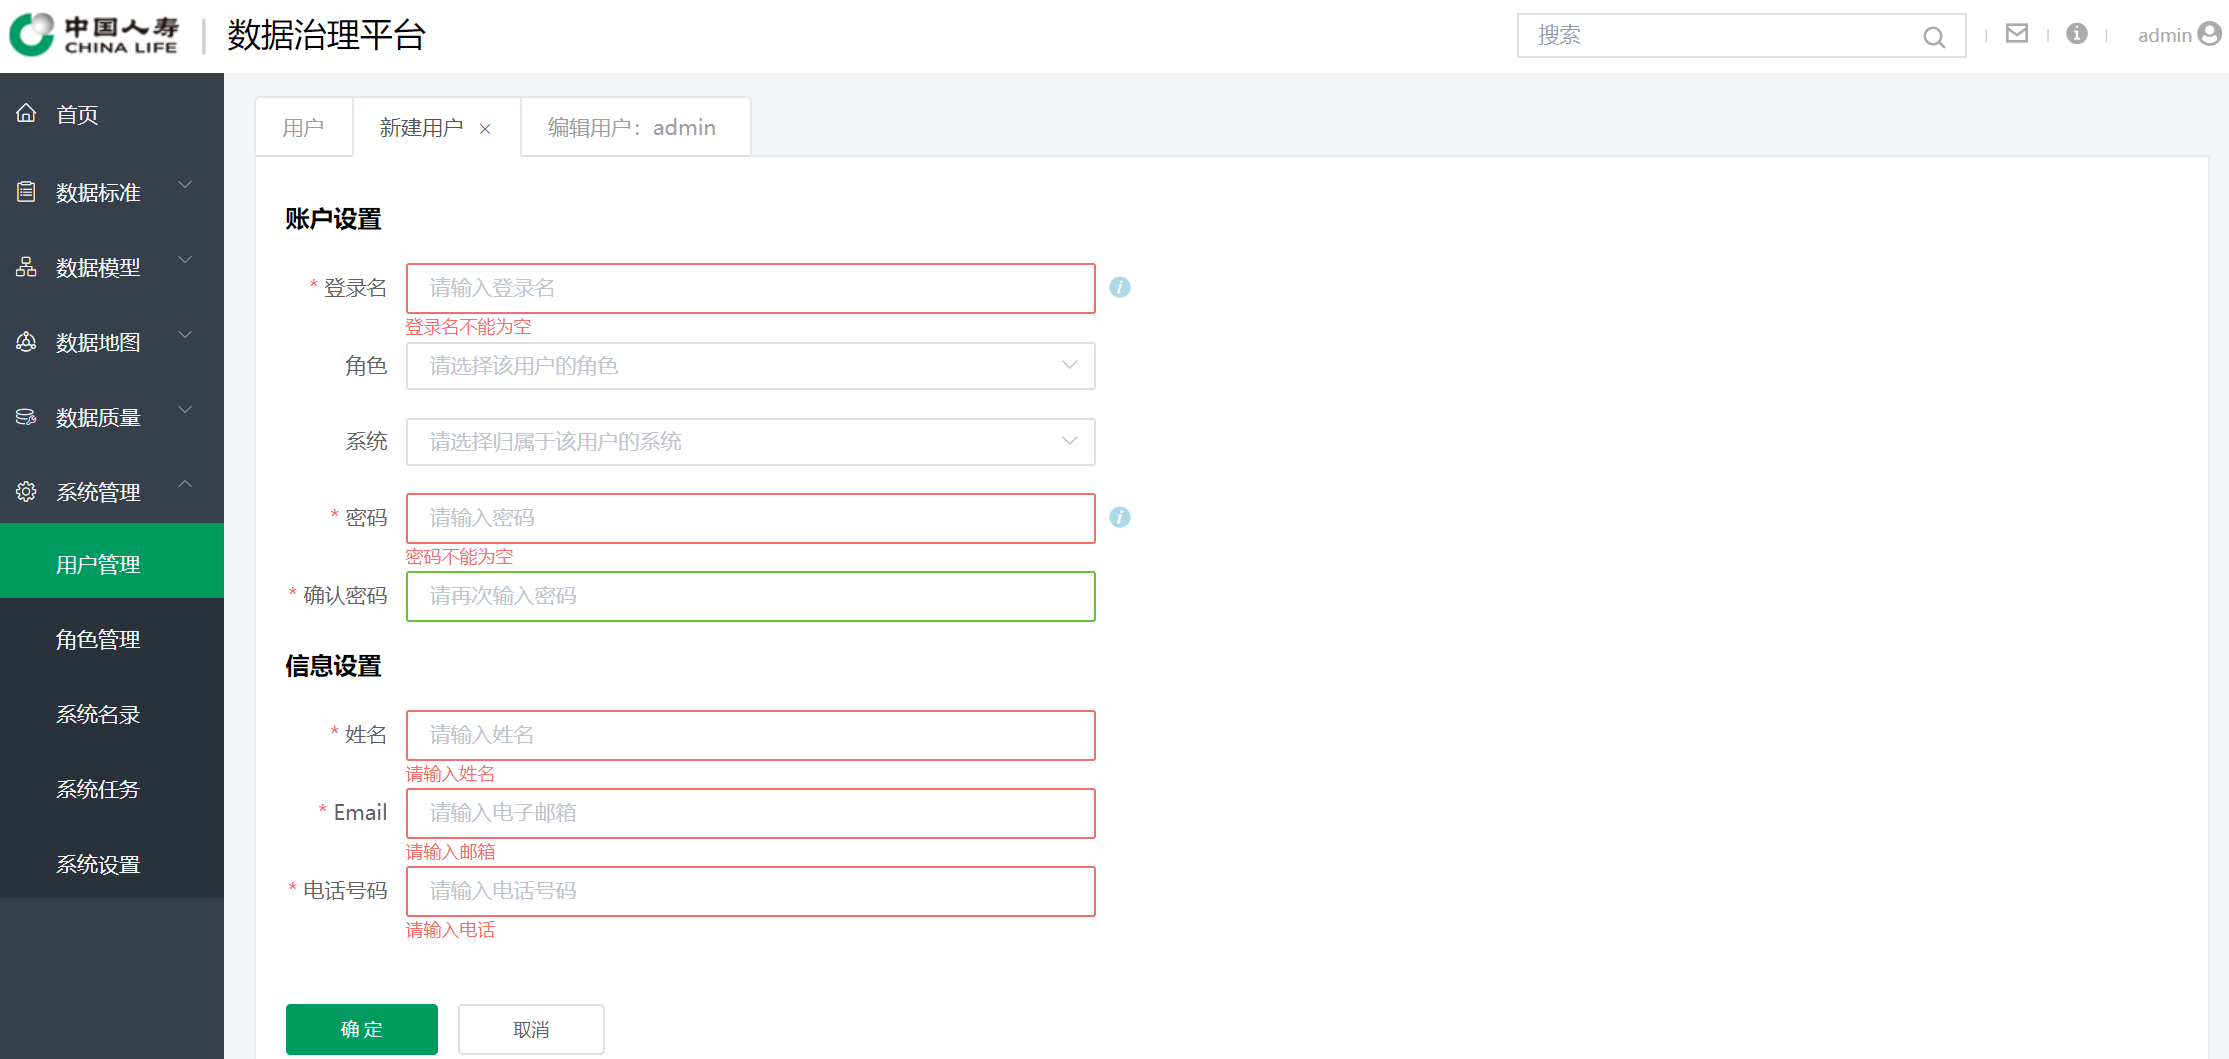 中国人寿
CHINA LIFE
数据治理平台
搜索
admin
首页
数据标准
数据模型
数据地图
数据质量
系统管理
用户管理
角色管理
系统名录
系统任务
系统设置
用户
新建用户 ×
编辑用户：admin
账户设置
* 登录名
请输入登录名
登录名不能为空
角色
请选择该用户的角色
系统
请选择归属于该用户的系统
* 密码
请输入密码
密码不能为空
* 确认密码
请再次输入密码
信息设置
* 姓名
请输入姓名
请输入姓名
* Email
请输入电子邮箱
请输入邮箱
* 电话号码
请输入电话号码
请输入电话
确 定
取消